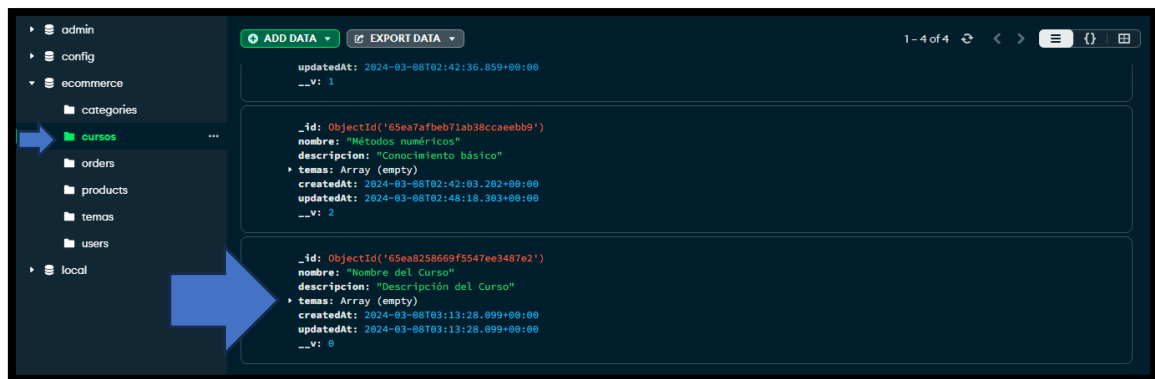 admin
config
ecommerce
categories
cursos
orders
products
temas
users
local
ADD DATA
EXPORT DATA
1 – 4 of 4
{}
updatedAt: 2024-03-08T02:42:36.859+00:00
__v: 1
_id: ObjectId('65ea7afbeb71ab38ccaeebb9')
nombre: "Métodos numéricos"
descripcion: "Conocimiento básico"
temas: Array (empty)
createdAt: 2024-03-08T02:42:03.202+00:00
updatedAt: 2024-03-08T02:48:18.303+00:00
__v: 2
_id: ObjectId('65ea8258669f5547ee3487e2')
nombre: "Nombre del Curso"
descripcion: "Descripción del Curso"
temas: Array (empty)
createdAt: 2024-03-08T03:13:28.099+00:00
updatedAt: 2024-03-08T03:13:28.099+00:00
__v: 0